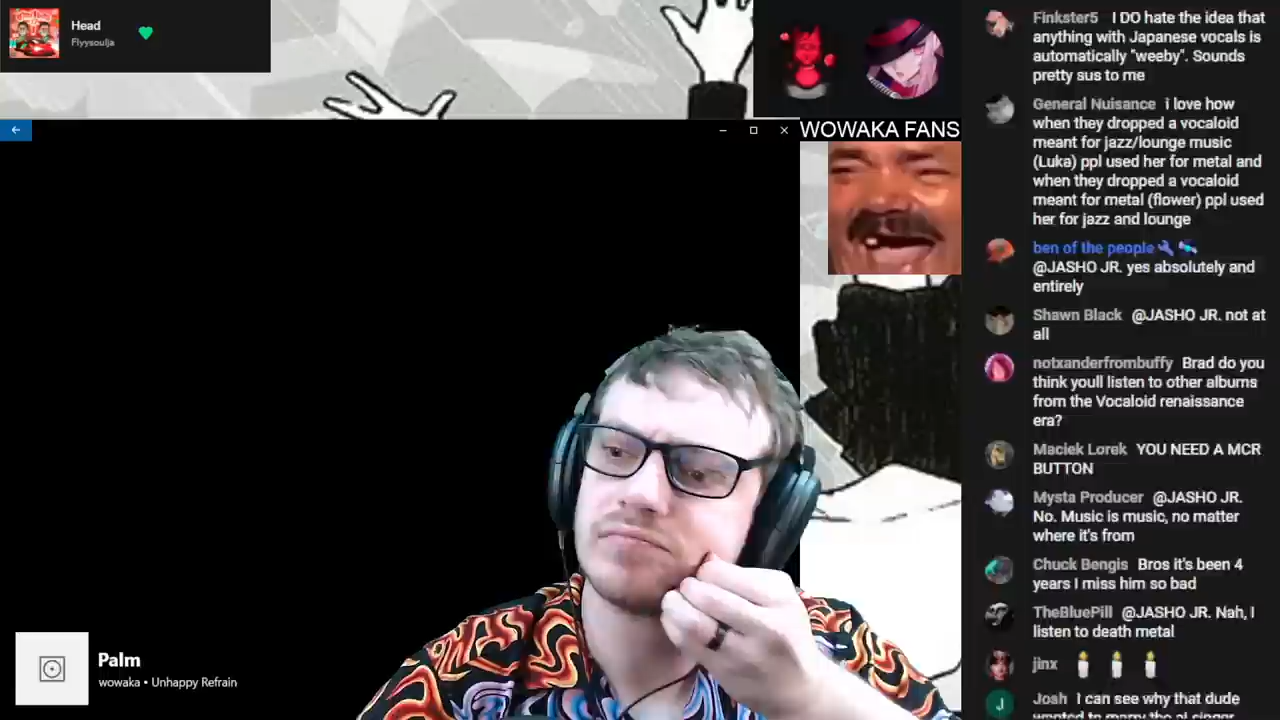 Head
Flyysoulja
WOWAKA FANS
Palm
wowaka • Unhappy Refrain
Finkster5 I DO hate the idea that
anything with Japanese vocals is
automatically "weeby". Sounds
pretty sus to me
General Nuisance i love how
when they dropped a vocaloid
meant for jazz/lounge music
(Luka) ppl used her for metal and
when they dropped a vocaloid
meant for metal (flower) ppl used
her for jazz and lounge
ben of the people
@JASHO JR. yes absolutely and
entirely
Shawn Black @JASHO JR. not at
all
notxanderfrombuffy Brad do you
think youll listen to other albums
from the Vocaloid renaissance
era?
Maciek Lorek YOU NEED A MCR
BUTTON
Mysta Producer @JASHO JR.
No. Music is music, no matter
where it's from
Chuck Bengis Bros it's been 4
years I miss him so bad
TheBluePill @JASHO JR. Nah, I
listen to death metal
jinx
J
Josh I can see why that dude
wanted to marry the a singer